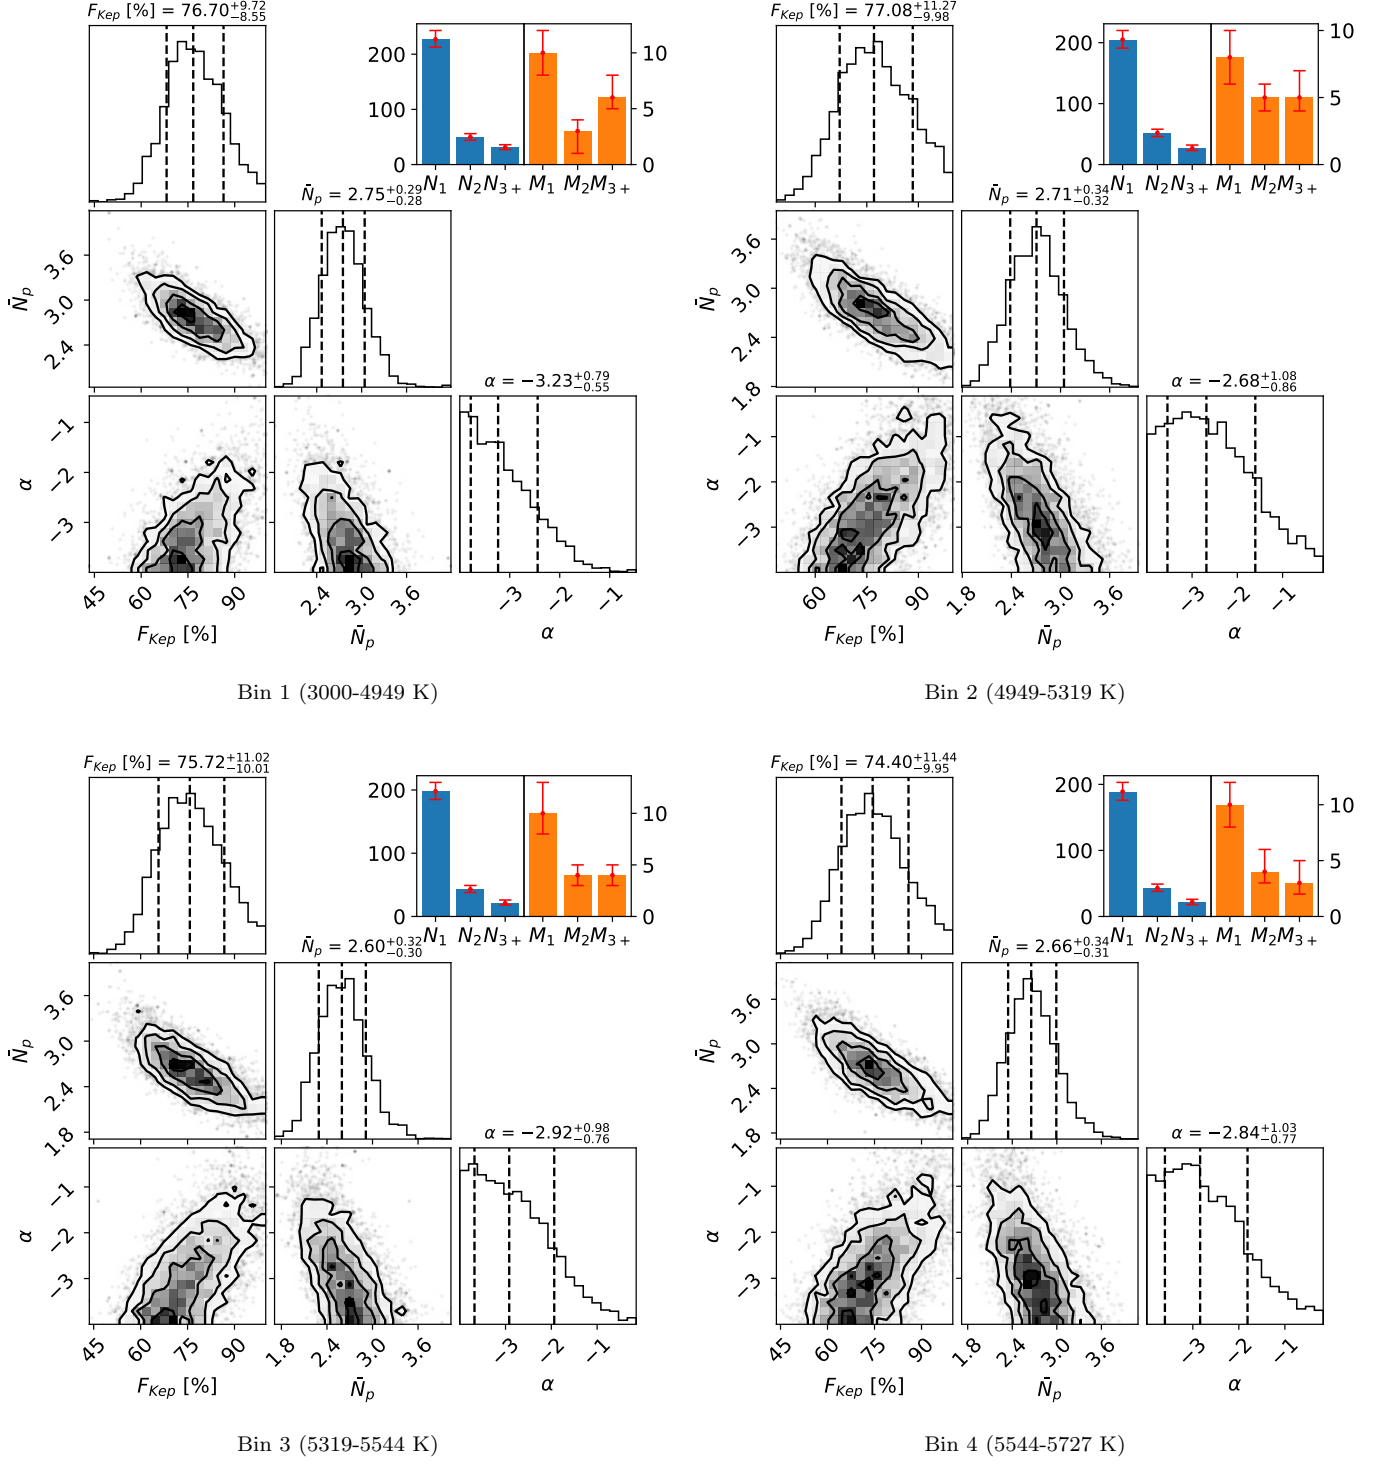 F_Kep [%] = 76.70 +9.72 −8.55
200
100
0
10
5
0
N_1 N_2 N_3+ M_1 M_2 M_3+
N̄_p = 2.75 +0.29 −0.28
N̄_p
3.6
3.0
2.4
α = −3.23 +0.79 −0.55
α
−1
−2
−3
45 60 75 90
2.4 3.0 3.6
−3 −2 −1
F_Kep [%]
N̄_p
α
Bin 1 (3000-4949 K)
F_Kep [%] = 77.08 +11.27 −9.98
200
100
0
10
5
0
N_1 N_2 N_3+ M_1 M_2 M_3+
N̄_p = 2.71 +0.34 −0.32
N̄_p
3.6
3.0
2.4
1.8
α = −2.68 +1.08 −0.86
α
−1
−2
−3
60 75 90
1.8 2.4 3.0 3.6
−3 −2 −1
F_Kep [%]
N̄_p
α
Bin 2 (4949-5319 K)
F_Kep [%] = 75.72 +11.02 −10.01
200
100
0
10
5
0
N_1 N_2 N_3+ M_1 M_2 M_3+
N̄_p = 2.60 +0.32 −0.30
N̄_p
3.6
3.0
2.4
1.8
α = −2.92 +0.98 −0.76
α
−1
−2
−3
45 60 75 90
1.8 2.4 3.0 3.6
−3 −2 −1
F_Kep [%]
N̄_p
α
Bin 3 (5319-5544 K)
F_Kep [%] = 74.40 +11.44 −9.95
200
100
0
10
5
0
N_1 N_2 N_3+ M_1 M_2 M_3+
N̄_p = 2.66 +0.34 −0.31
N̄_p
3.6
3.0
2.4
1.8
α = −2.84 +1.03 −0.77
α
−1
−2
−3
45 60 75 90
1.8 2.4 3.0 3.6
−3 −2 −1
F_Kep [%]
N̄_p
α
Bin 4 (5544-5727 K)